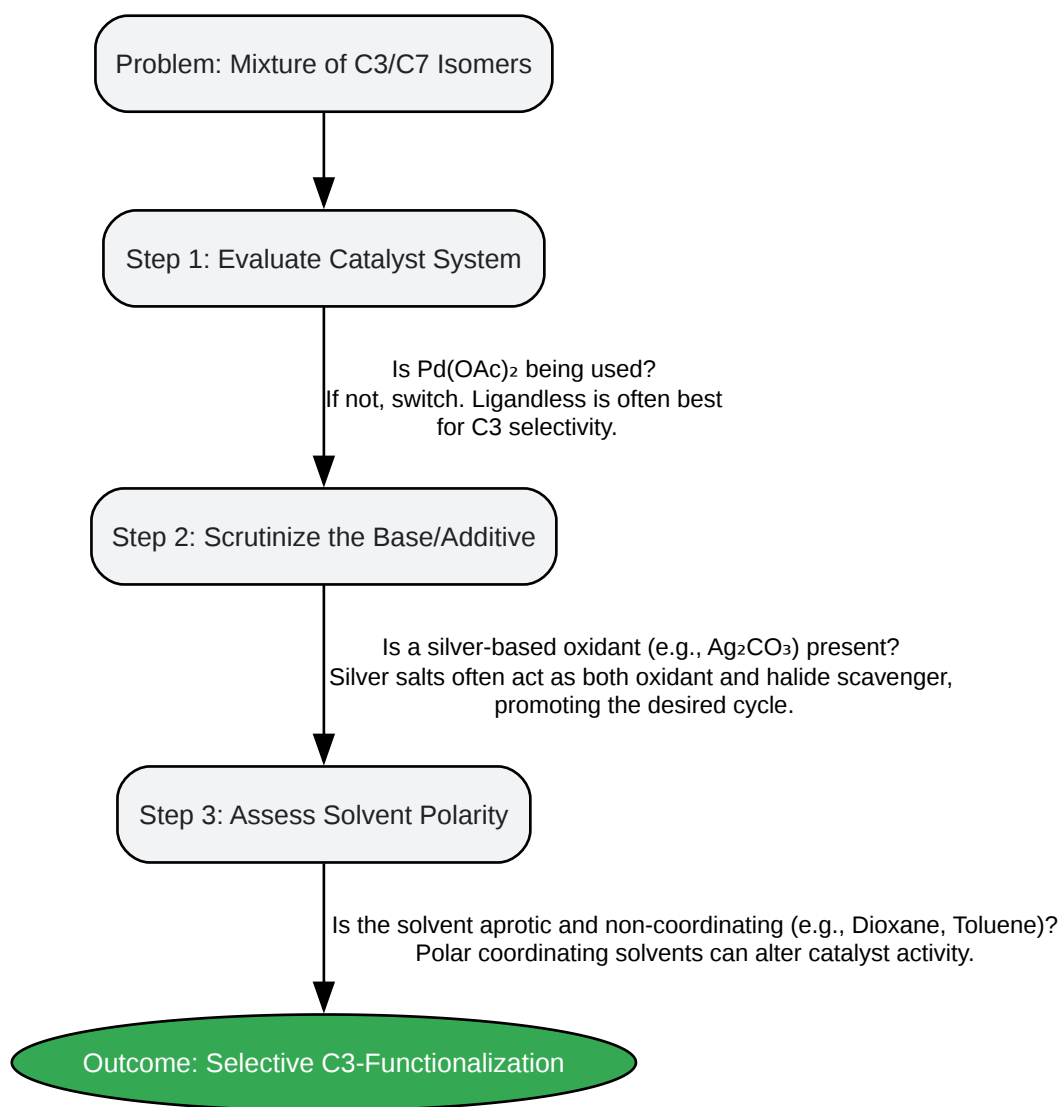 Problem: Mixture of C3/C7 Isomers
Step 1: Evaluate Catalyst System
Is Pd(OAc)₂ being used?
If not, switch. Ligandless is often best
for C3 selectivity.
Step 2: Scrutinize the Base/Additive
Is a silver-based oxidant (e.g., Ag₂CO₃) present?
Silver salts often act as both oxidant and halide scavenger,
promoting the desired cycle.
Step 3: Assess Solvent Polarity
Is the solvent aprotic and non-coordinating (e.g., Dioxane, Toluene)?
Polar coordinating solvents can alter catalyst activity.
Outcome: Selective C3-Functionalization